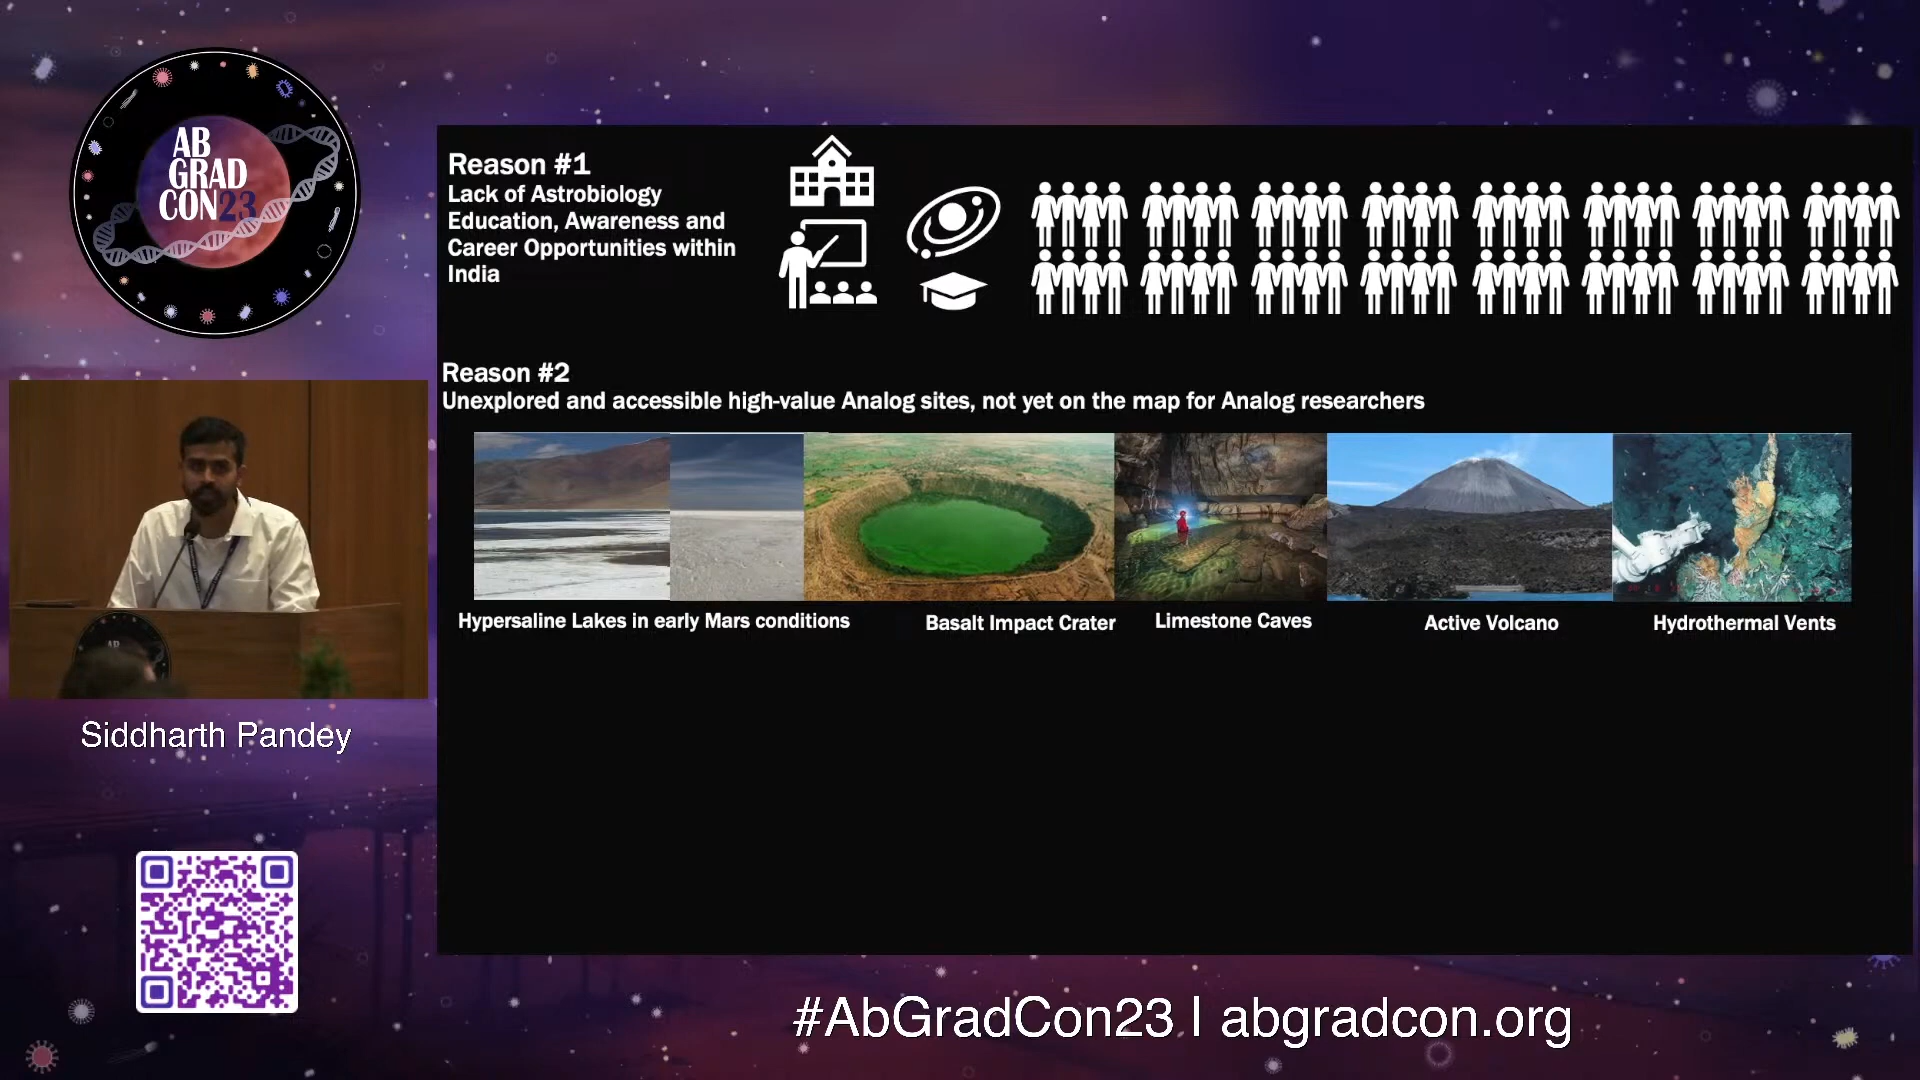 AB
GRAD
CON23
Siddharth Pandey
Reason #1
Lack of Astrobiology
Education, Awareness and
Career Opportunities within
India
Reason #2
Unexplored and accessible high-value Analog sites, not yet on the map for Analog researchers
Hypersaline Lakes in early Mars conditions
Basalt Impact Crater
Limestone Caves
Active Volcano
Hydrothermal Vents
#AbGradCon23 | abgradcon.org